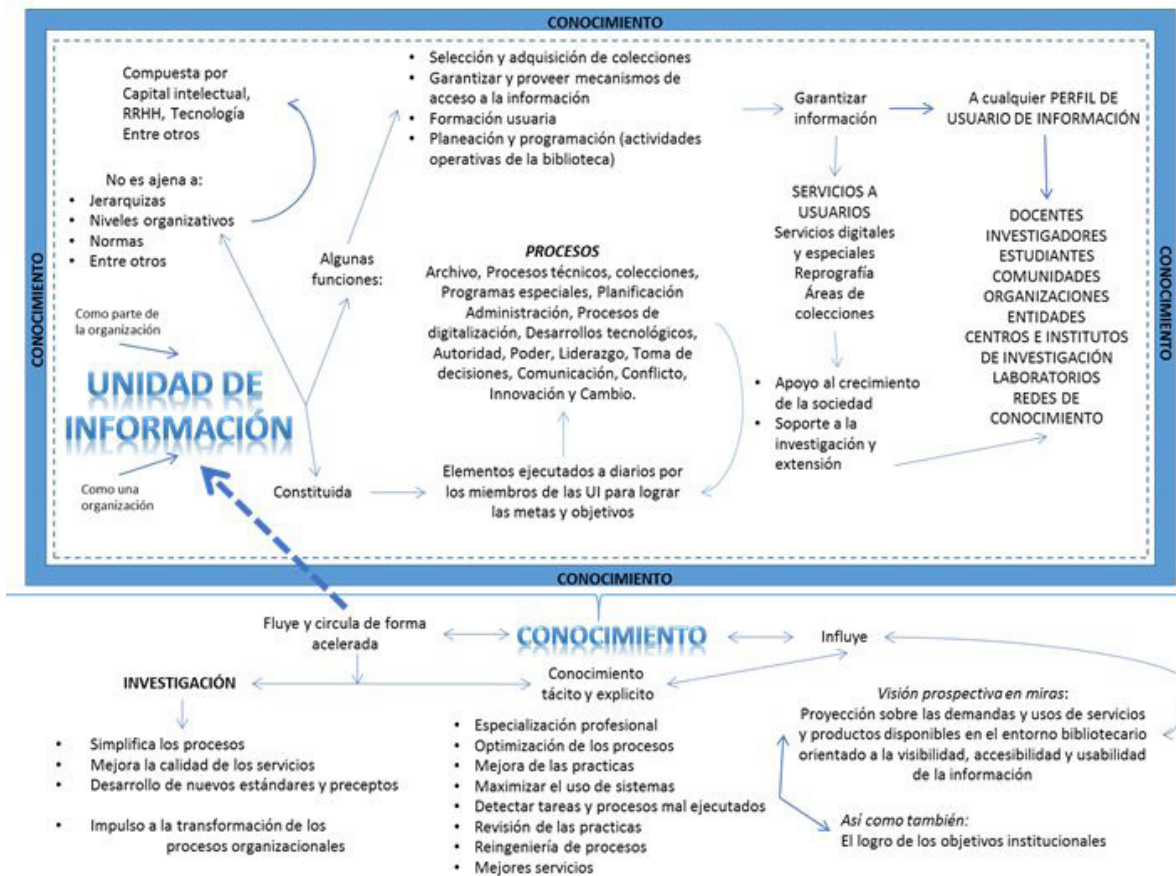 CONOCIMIENTO
CONOCIMIENTO
CONOCIMIENTO
Compuesta por
Capital intelectual,
RRHH, Tecnología
Entre otros
No es ajena a:
• Jerarquizas
• Niveles organizativos
• Normas
• Entre otros
Como parte de
la organización
UNIDAD DE
INFORMACIÓN
Como una
organización
Algunas
funciones:
Constituida
• Selección y adquisición de colecciones
• Garantizar y proveer mecanismos de
acceso a la información
• Formación usuaria
• Planeación y programación (actividades
operativas de la biblioteca)
PROCESOS
Archivo, Procesos técnicos, colecciones,
Programas especiales, Planificación
Administración, Procesos de
digitalización, Desarrollos tecnológicos,
Autoridad, Poder, Liderazgo, Toma de
decisiones, Comunicación, Conflicto,
Innovación y Cambio.
Elementos ejecutados a diarios por
los miembros de las UI para lograr
las metas y objetivos
Garantizar
información
SERVICIOS A
USUARIOS
Servicios digitales
y especiales
Reprografía
Áreas de
colecciones
• Apoyo al crecimiento
de la sociedad
• Soporte a la
investigación y
extensión
A cualquier PERFIL DE
USUARIO DE INFORMACIÓN
DOCENTES
INVESTIGADORES
ESTUDIANTES
COMUNIDADES
ORGANIZACIONES
ENTIDADES
CENTROS E INSTITUTOS
DE INVESTIGACIÓN
LABORATORIOS
REDES DE
CONOCIMIENTO
CONOCIMIENTO
Fluye y circula de forma
acelerada
CONOCIMIENTO
Influye
INVESTIGACIÓN
• Simplifica los procesos
• Mejora la calidad de los servicios
• Desarrollo de nuevos estándares y preceptos
• Impulso a la transformación de los
procesos organizacionales
Conocimiento
tácito y explicito
• Especialización profesional
• Optimización de los procesos
• Mejora de las practicas
• Maximizar el uso de sistemas
• Detectar tareas y procesos mal ejecutados
• Revisión de las practicas
• Reingeniería de procesos
• Mejores servicios
Visión prospectiva en miras:
Proyección sobre las demandas y usos de servicios
y productos disponibles en el entorno bibliotecario
orientado a la visibilidad, accesibilidad y usabilidad
de la información
Así como también:
El logro de los objetivos institucionales